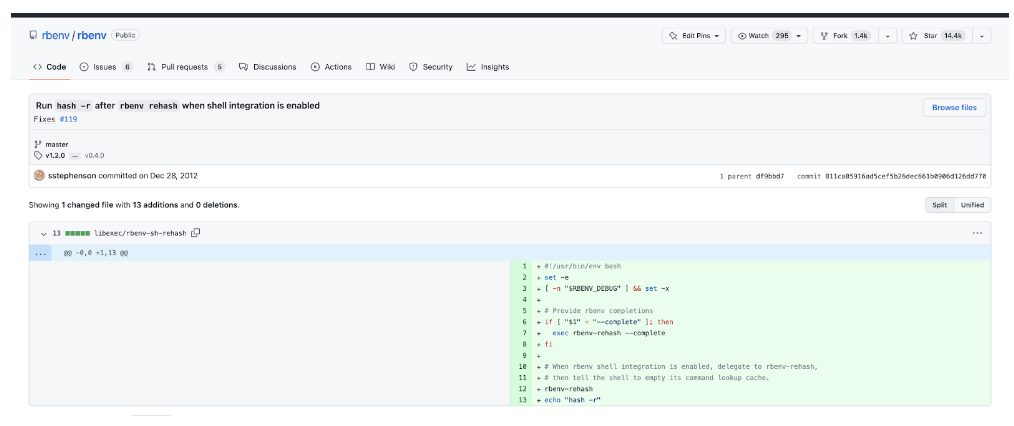 rbenv / rbenv Public Edit Pins Watch 295 Fork 1.4k Star 14.4k
Code Issues 6 Pull requests 5 Discussions Actions Wiki Security Insights
Run hash -r after rbenv rehash when shell integration is enabled Browse files
Fixes #119
master
v1.2.0 ... v0.4.0
sstephenson committed on Dec 28, 2012 1 parent df9bbd7 commit 811ca05916ad5cef5b26dec661b0906d126dd770
Showing 1 changed file with 13 additions and 0 deletions. Split Unified
13 libexec/rbenv-sh-rehash ...
... @@ -0,0 +1,13 @@
1 + #!/usr/bin/env bash
2 + set -e
3 + [ -n "$RBENV_DEBUG" ] && set -x
4 +
5 + # Provide rbenv completions
6 + if [ "$1" = "--complete" ]; then
7 +   exec rbenv-rehash --complete
8 + fi
9 +
10 + # When rbenv shell integration is enabled, delegate to rbenv-rehash,
11 + # then tell the shell to empty its command lookup cache.
12 + rbenv-rehash
13 + echo "hash -r"